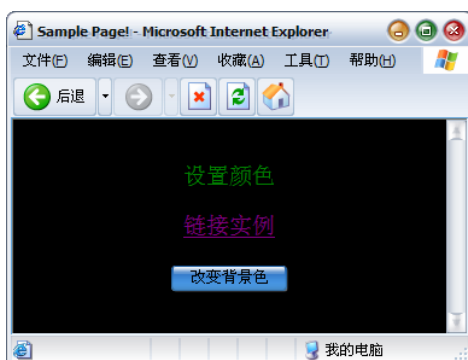 Sample Page! - Microsoft Internet Explorer
文件(F) 编辑(E) 查看(V) 收藏(A) 工具(T) 帮助(H)
后退
设置颜色
链接实例
改变背景色
我的电脑